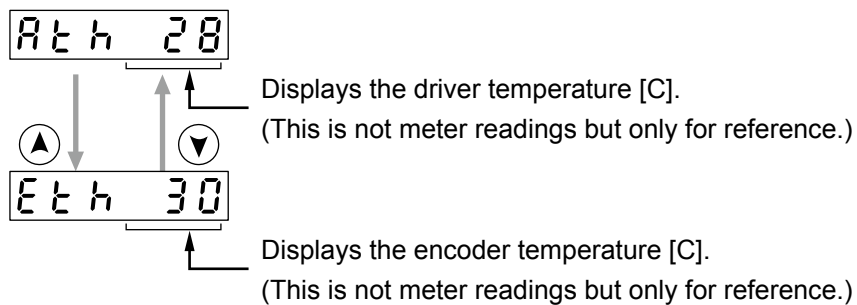 Ath 28
Displays the driver temperature [C].
(This is not meter readings but only for reference.)
Eth 30
Displays the encoder temperature [C].
(This is not meter readings but only for reference.)